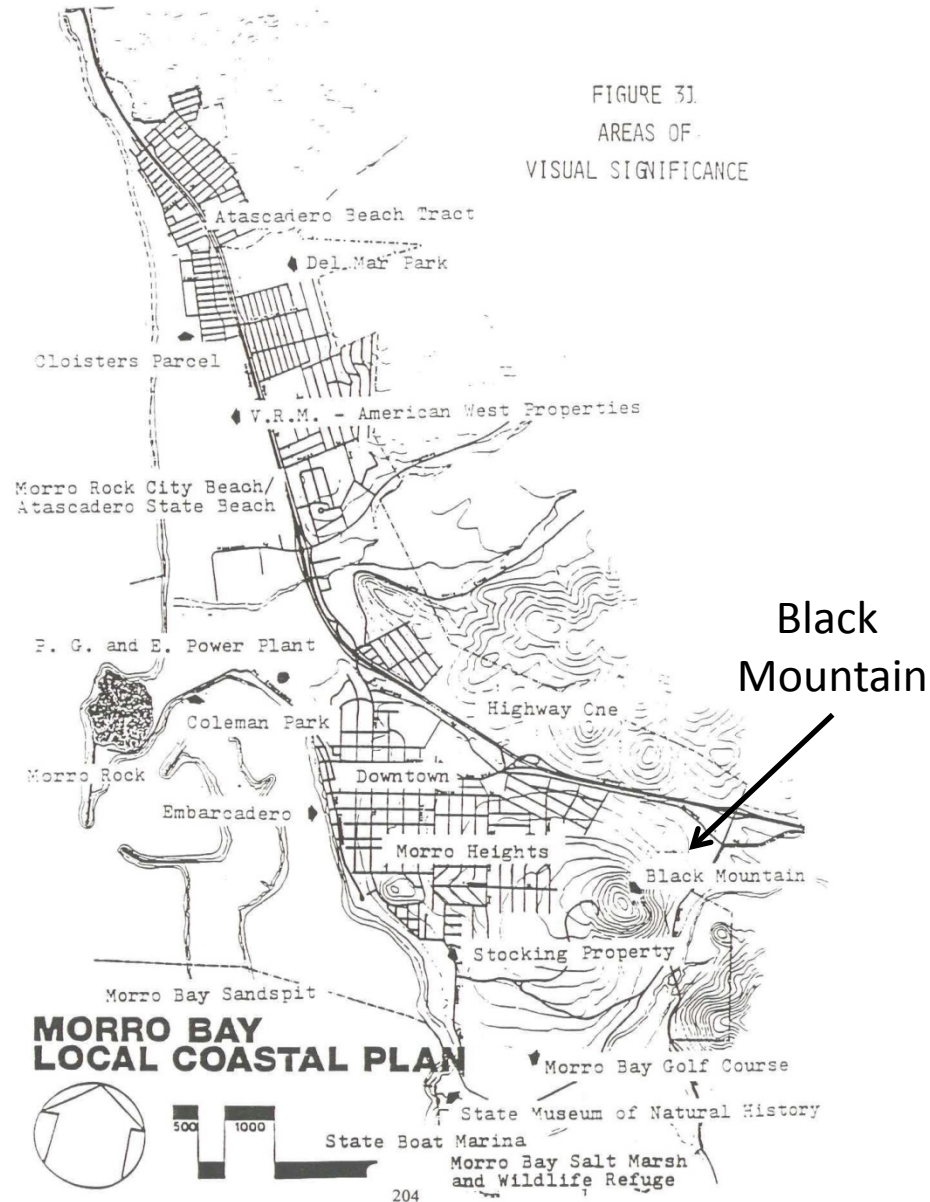 FIGURE 31
AREAS OF
VISUAL SIGNIFICANCE
Atascadero Beach Tract
Del Mar Park
Cloisters Parcel
V.R.M. - American West Properties
Morro Rock City Beach/
Atascadero State Beach
Black
Mountain
P. G. and E. Power Plant
Highway One
Coleman Park
Morro Rock
Downtown
Embarcadero
Morro Heights
Black Mountain
Stocking Property
Morro Bay Sandspit
MORRO BAY
LOCAL COASTAL PLAN
Morro Bay Golf Course
State Museum of Natural History
500
1000
State Boat Marina
Morro Bay Salt Marsh
and Wildlife Refuge
204